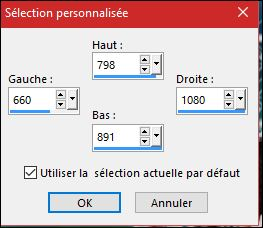 Sélection personnalisée
Haut :
798
Gauche :
Droite :
660
1080
Bas :
891
Utiliser la sélection actuelle par défaut
OK
Annuler